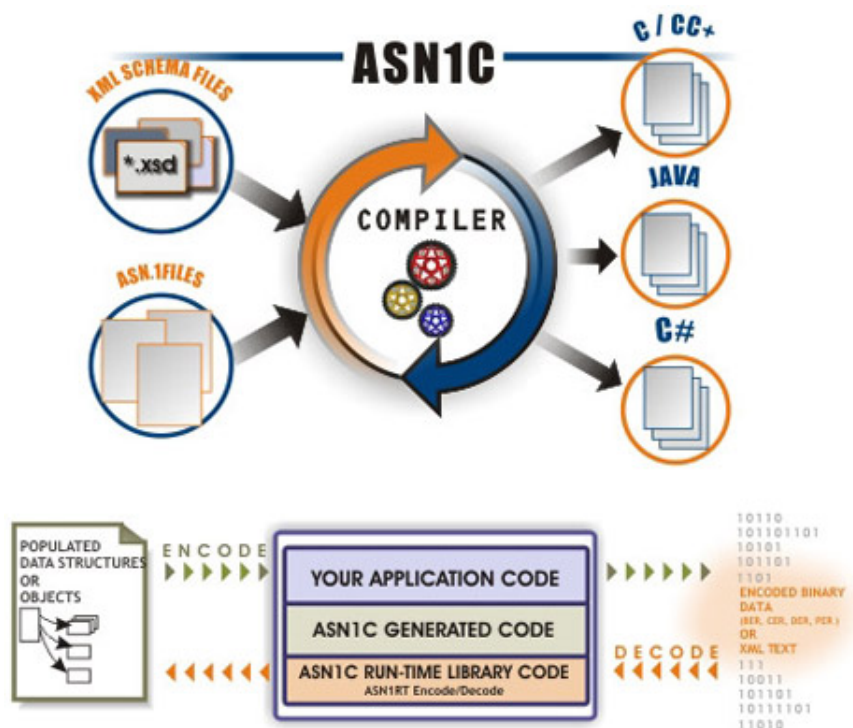 ASN1C
XML SCHEMA FILES
*.xsd
ASN.1FILES
COMPILER
C / CC+
JAVA
C#
POPULATED
DATA STRUCTURES
OR
OBJECTS
ENCODE
YOUR APPLICATION CODE
ASN1C GENERATED CODE
ASN1C RUN-TIME LIBRARY CODE
ASN1RT Encode/Decode
DECODE
10110
101101101
10101
101101
1101
ENCODED BINARY
DATA
(BER, CER, DER, PER)
OR
XML TEXT
111
10011
101101
10111101
11010